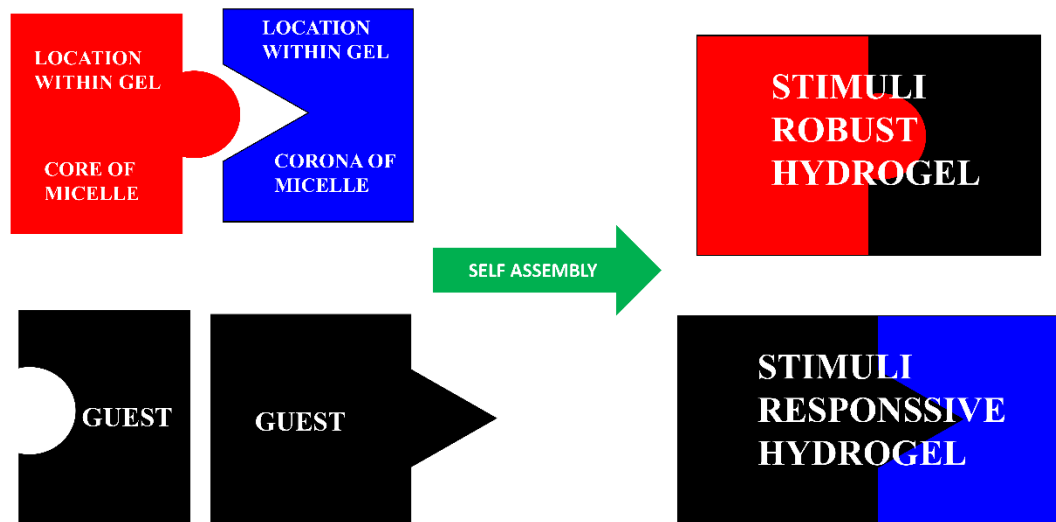 LOCATION
WITHIN GEL
CORE OF
MICELLE
LOCATION
WITHIN GEL
CORONA OF
MICELLE
SELF ASSEMBLY
STIMULI
ROBUST
HYDROGEL
GUEST
GUEST
STIMULI
RESPONSSIVE
HYDROGEL